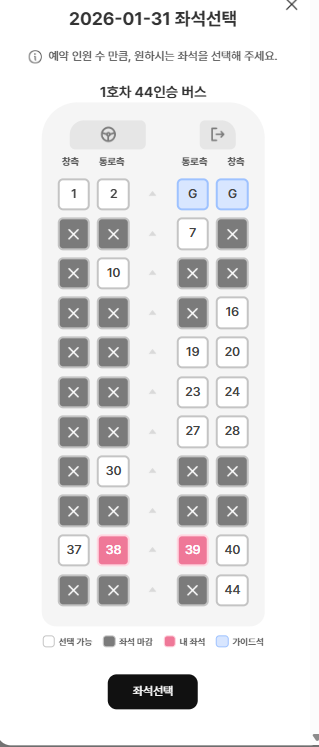 2026-01-31 좌석선택
예약 인원 수 만큼, 원하시는 좌석을 선택해 주세요.
1호차 44인승 버스
창측 통로측 통로측 창측
1 2 G G
7
10
16
19 20
23 24
27 28
30
37 38 39 40
44
선택 가능 좌석 마감 내 좌석 가이드석
좌석선택